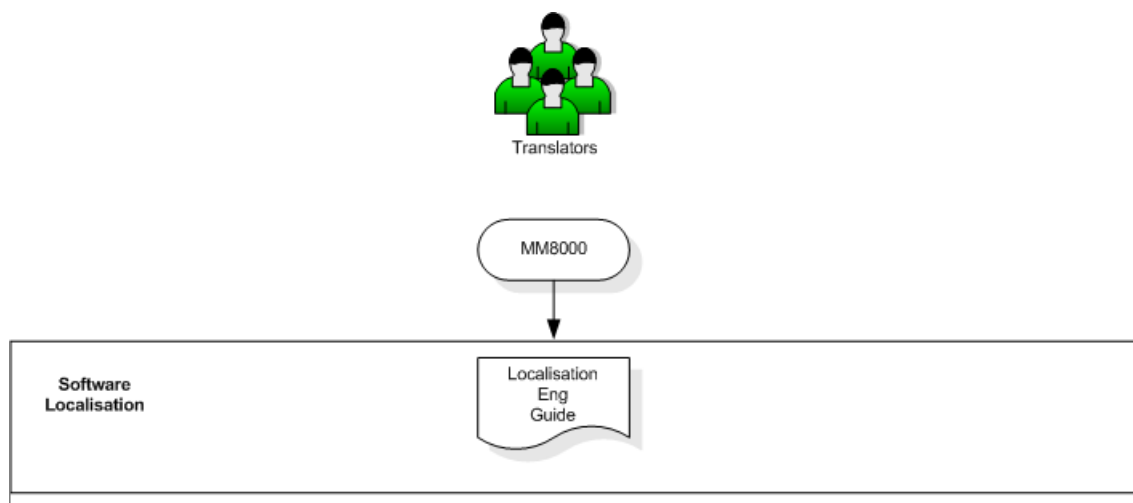 Translators
MM8000
Software
Localisation
Localisation
Eng
Guide